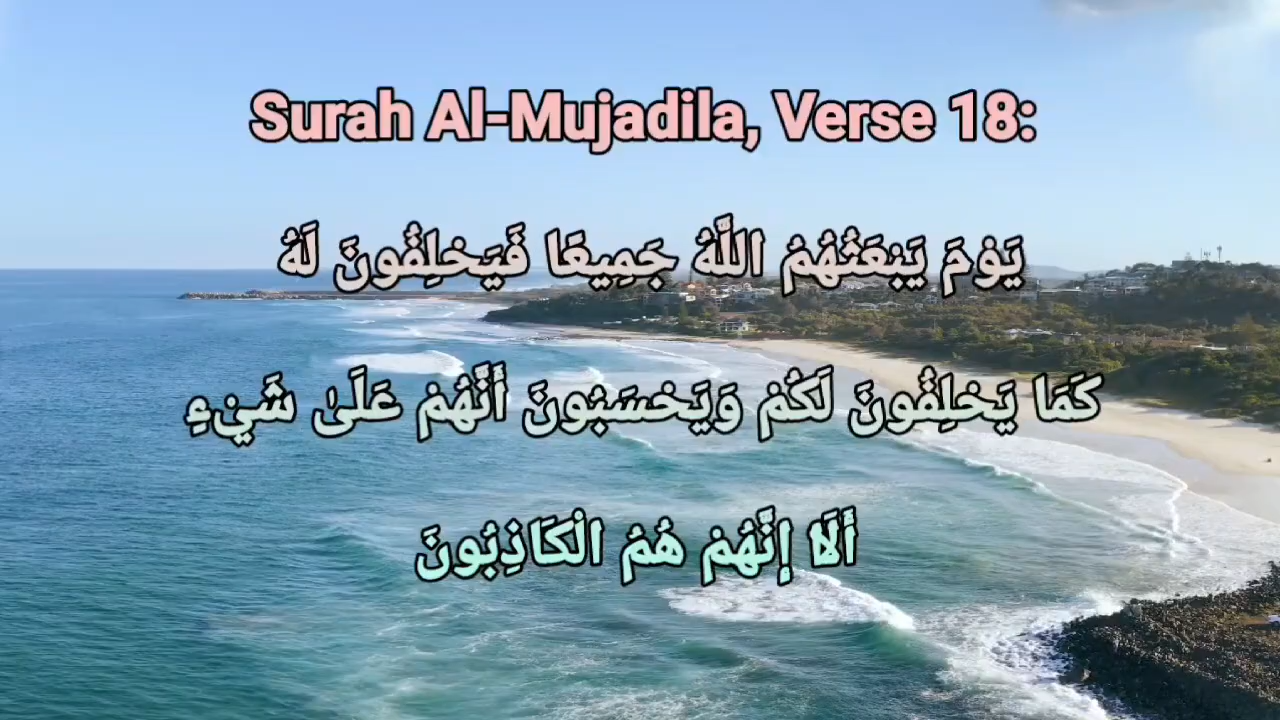 Surah Al-Mujadila, Verse 18:
يَوْمَ يَبْعَثُهُمُ اللَّهُ جَمِيعًا فَيَحْلِفُونَ لَهُ
كَمَا يَحْلِفُونَ لَكُمْ وَيَحْسَبُونَ أَنَّهُمْ عَلَىٰ شَيْءٍ
أَلَا إِنَّهُمْ هُمُ الْكَاذِبُونَ